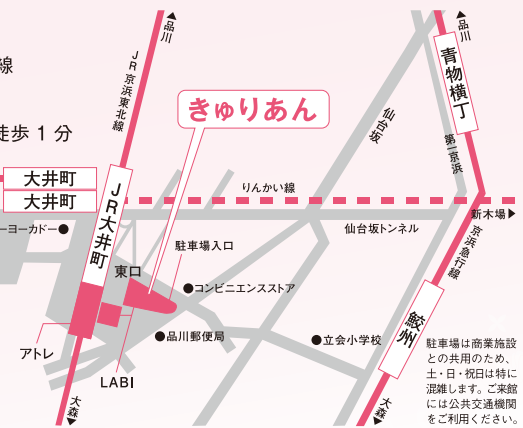 品川
品川
線
JR京浜東北線
青物横丁
きゅりあん
仙台坂
徒歩1分
第一京浜
大井町
りんかい線
大井町
JR大井町
新木場
ーヨーカドー
仙台坂トンネル
京浜急行線
駐車場入口
東口
コンビニエンスストア
鮫州
品川郵便局
立会小学校
アトレ
LABI
大森
大森
駐車場は商業施設
との共用のため、
土・日・祝日は特に
混雑します。ご来館
には公共交通機関
をご利用ください。